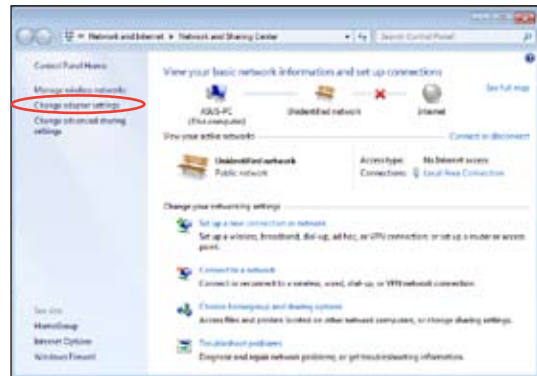 Network and Internet ▸ Network and Sharing Center
Search Control Panel
Control Panel Home
Manage wireless networks
Change adapter settings
Change advanced sharing
settings
View your basic network information and set up connections
See full map
ASUS-PC
(This computer)
Unidentified network
Internet
View your active networks
Connect or disconnect
Unidentified network
Public network
Access type: No Internet access
Connections: Local Area Connection
Change your networking settings
Set up a new connection or network
Set up a wireless, broadband, dial-up, ad hoc, or VPN connection; or set up a router or access
point.
Connect to a network
Connect or reconnect to a wireless, wired, dial-up, or VPN network connection.
Choose homegroup and sharing options
Access files and printers located on other network computers, or change sharing settings.
Troubleshoot problems
Diagnose and repair network problems, or get troubleshooting information.
See also
HomeGroup
Internet Options
Windows Firewall